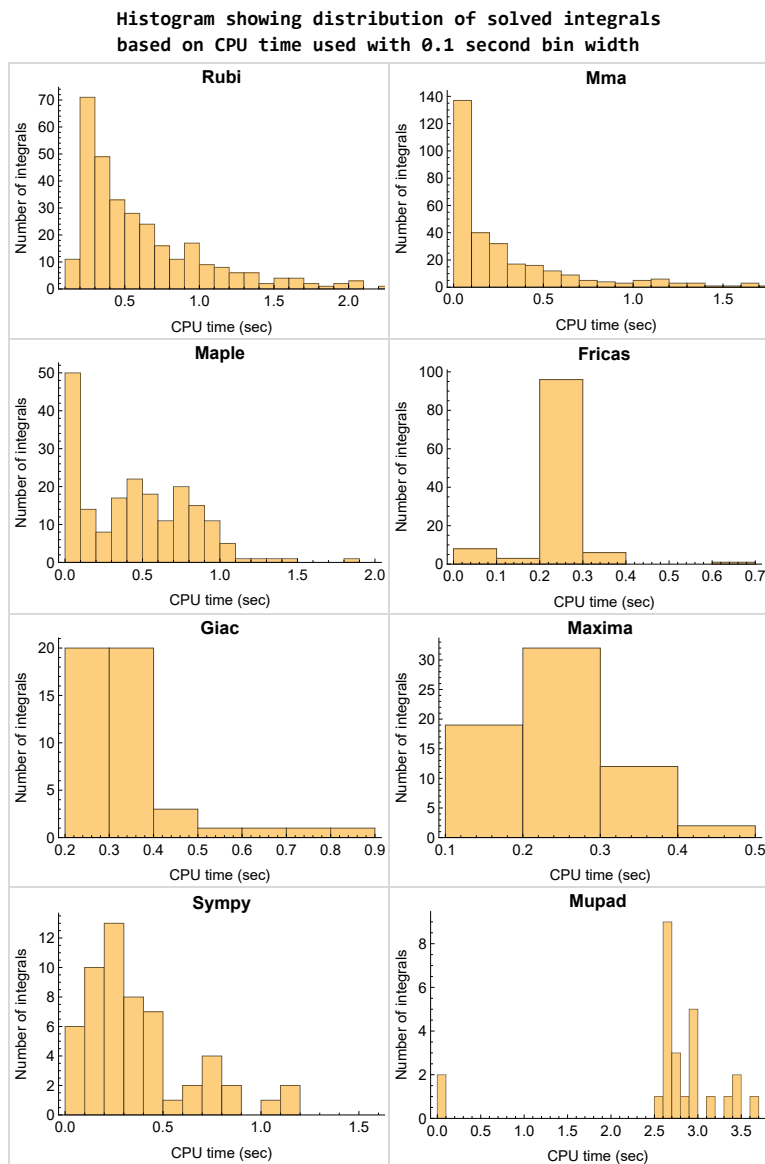 Histogram showing distribution of solved integrals
based on CPU time used with 0.1 second bin width
Rubi
Number of integrals
70
60
50
40
30
20
10
0
0.5 1.0 1.5 2.0
CPU time (sec)
Mma
Number of integrals
140
120
100
80
60
40
20
0
0.0 0.5 1.0 1.5
CPU time (sec)
Maple
Number of integrals
50
40
30
20
10
0
0.0 0.5 1.0 1.5 2.0
CPU time (sec)
Fricas
Number of integrals
100
80
60
40
20
0
0.0 0.1 0.2 0.3 0.4 0.5 0.6 0.7
CPU time (sec)
Giac
Number of integrals
20
15
10
5
0
0.2 0.3 0.4 0.5 0.6 0.7 0.8 0.9
CPU time (sec)
Maxima
Number of integrals
30
25
20
15
10
5
0
0.1 0.2 0.3 0.4 0.5
CPU time (sec)
Sympy
Number of integrals
12
10
8
6
4
2
0
0.0 0.5 1.0 1.5
CPU time (sec)
Mupad
Number of integrals
8
6
4
2
0
0.0 0.5 1.0 1.5 2.0 2.5 3.0 3.5
CPU time (sec)